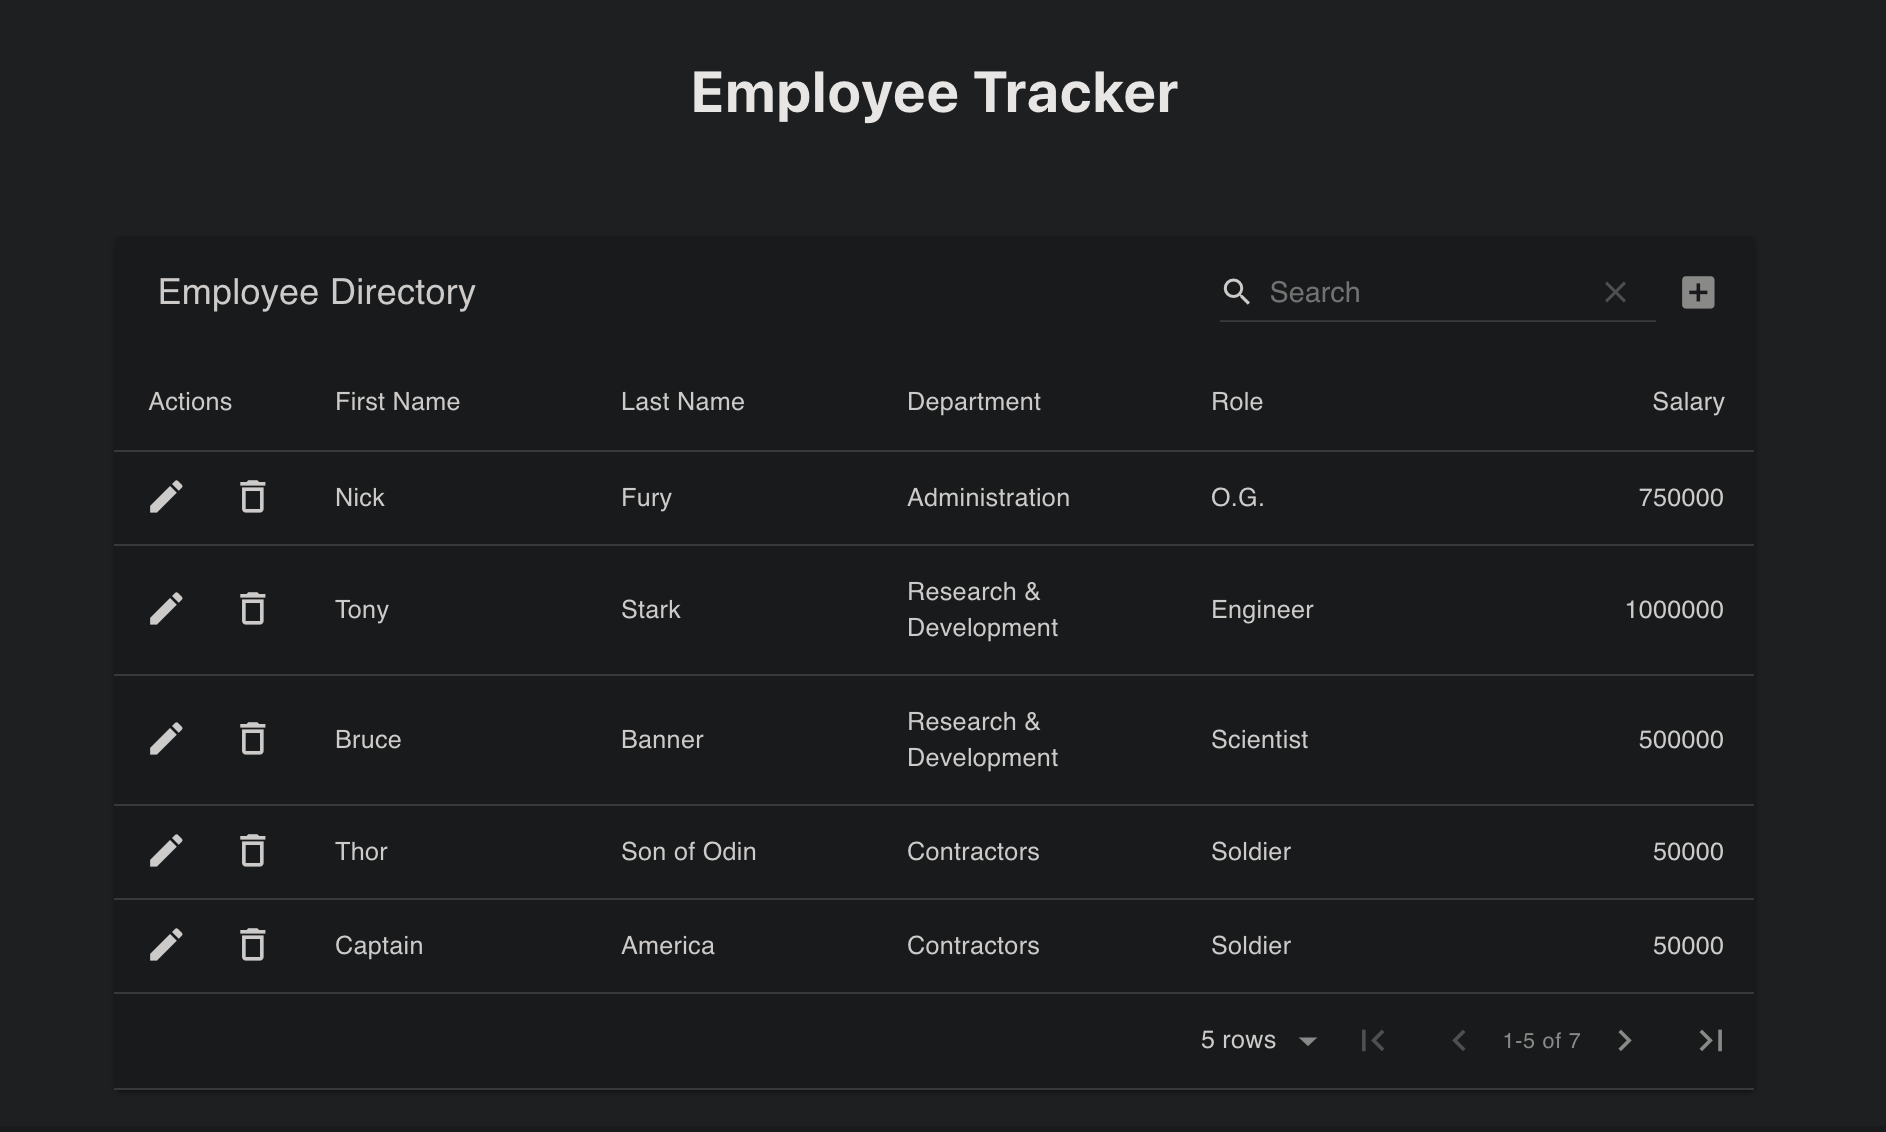 Employee Tracker
Employee Directory
Search
Actions First Name Last Name Department Role Salary
Nick Fury Administration O.G. 750000
Tony Stark Research & Development Engineer 1000000
Bruce Banner Research & Development Scientist 500000
Thor Son of Odin Contractors Soldier 50000
Captain America Contractors Soldier 50000
5 rows 1-5 of 7